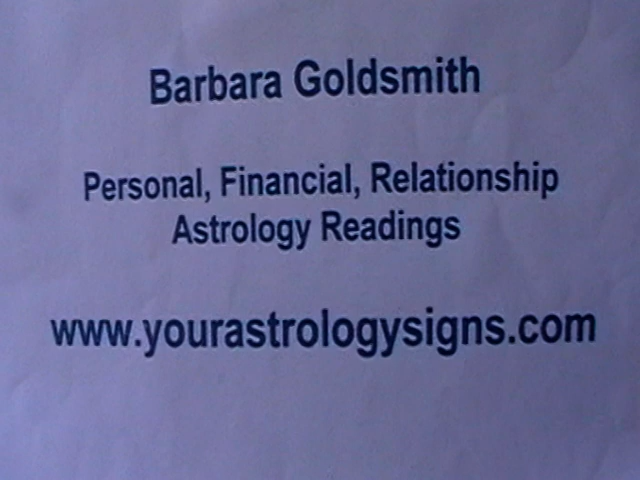 Barbara Goldsmith
Personal, Financial, Relationship
Astrology Readings
www.yourastrologysigns.com